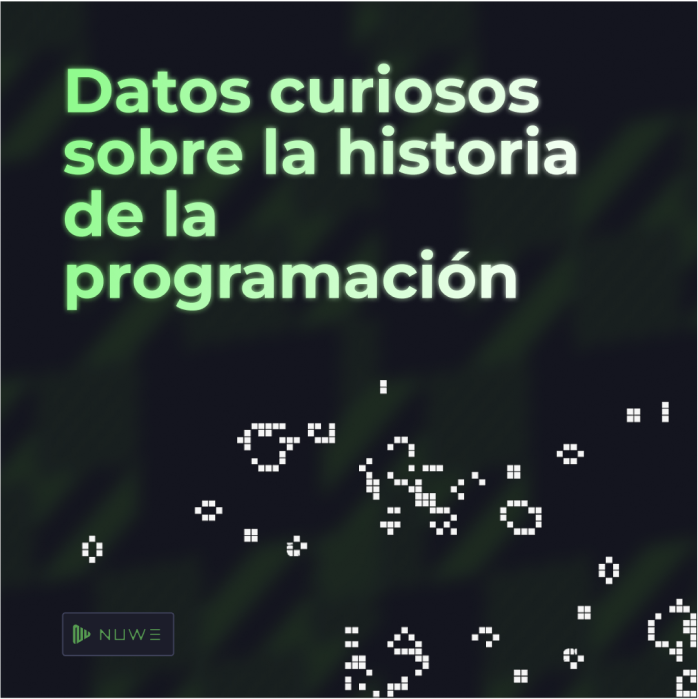 Datos curiosos
sobre la historia
de la
programación
NUWE